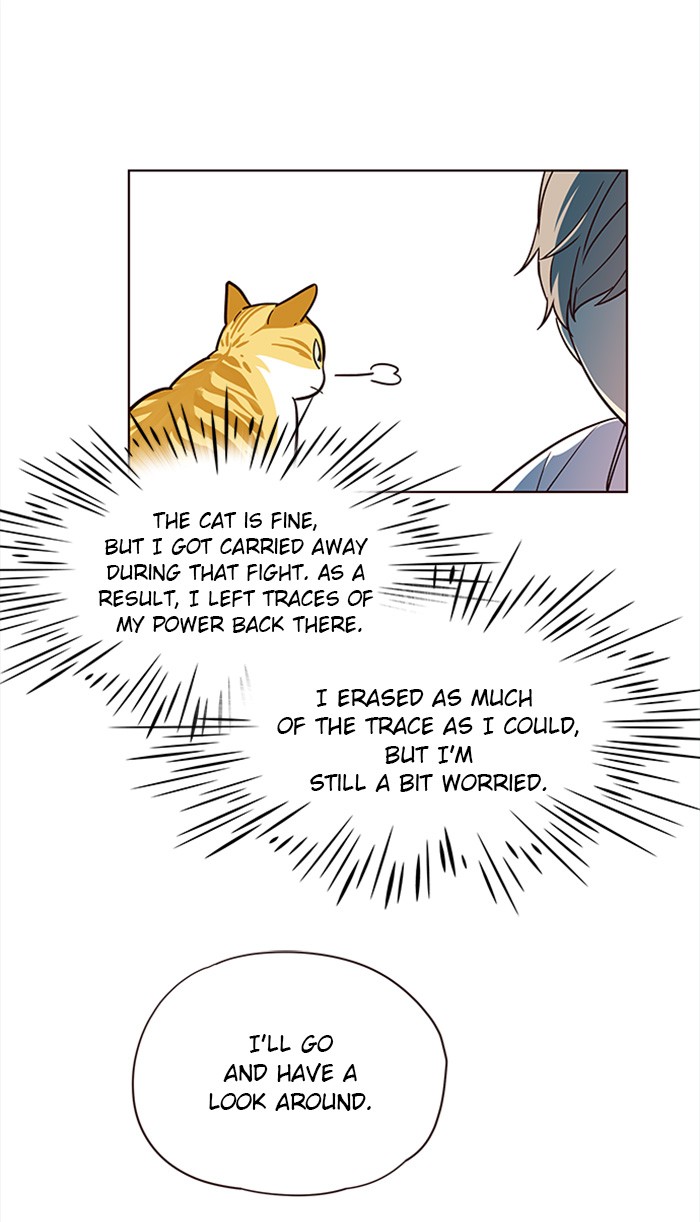 THE CAT IS FINE,
BUT I GOT CARRIED AWAY
DURING THAT FIGHT. AS A
RESULT, I LEFT TRACES OF
MY POWER BACK THERE.
I ERASED AS MUCH
OF THE TRACE AS I COULD,
BUT I'M
STILL A BIT WORRIED.
I'LL GO
AND HAVE A
LOOK AROUND.